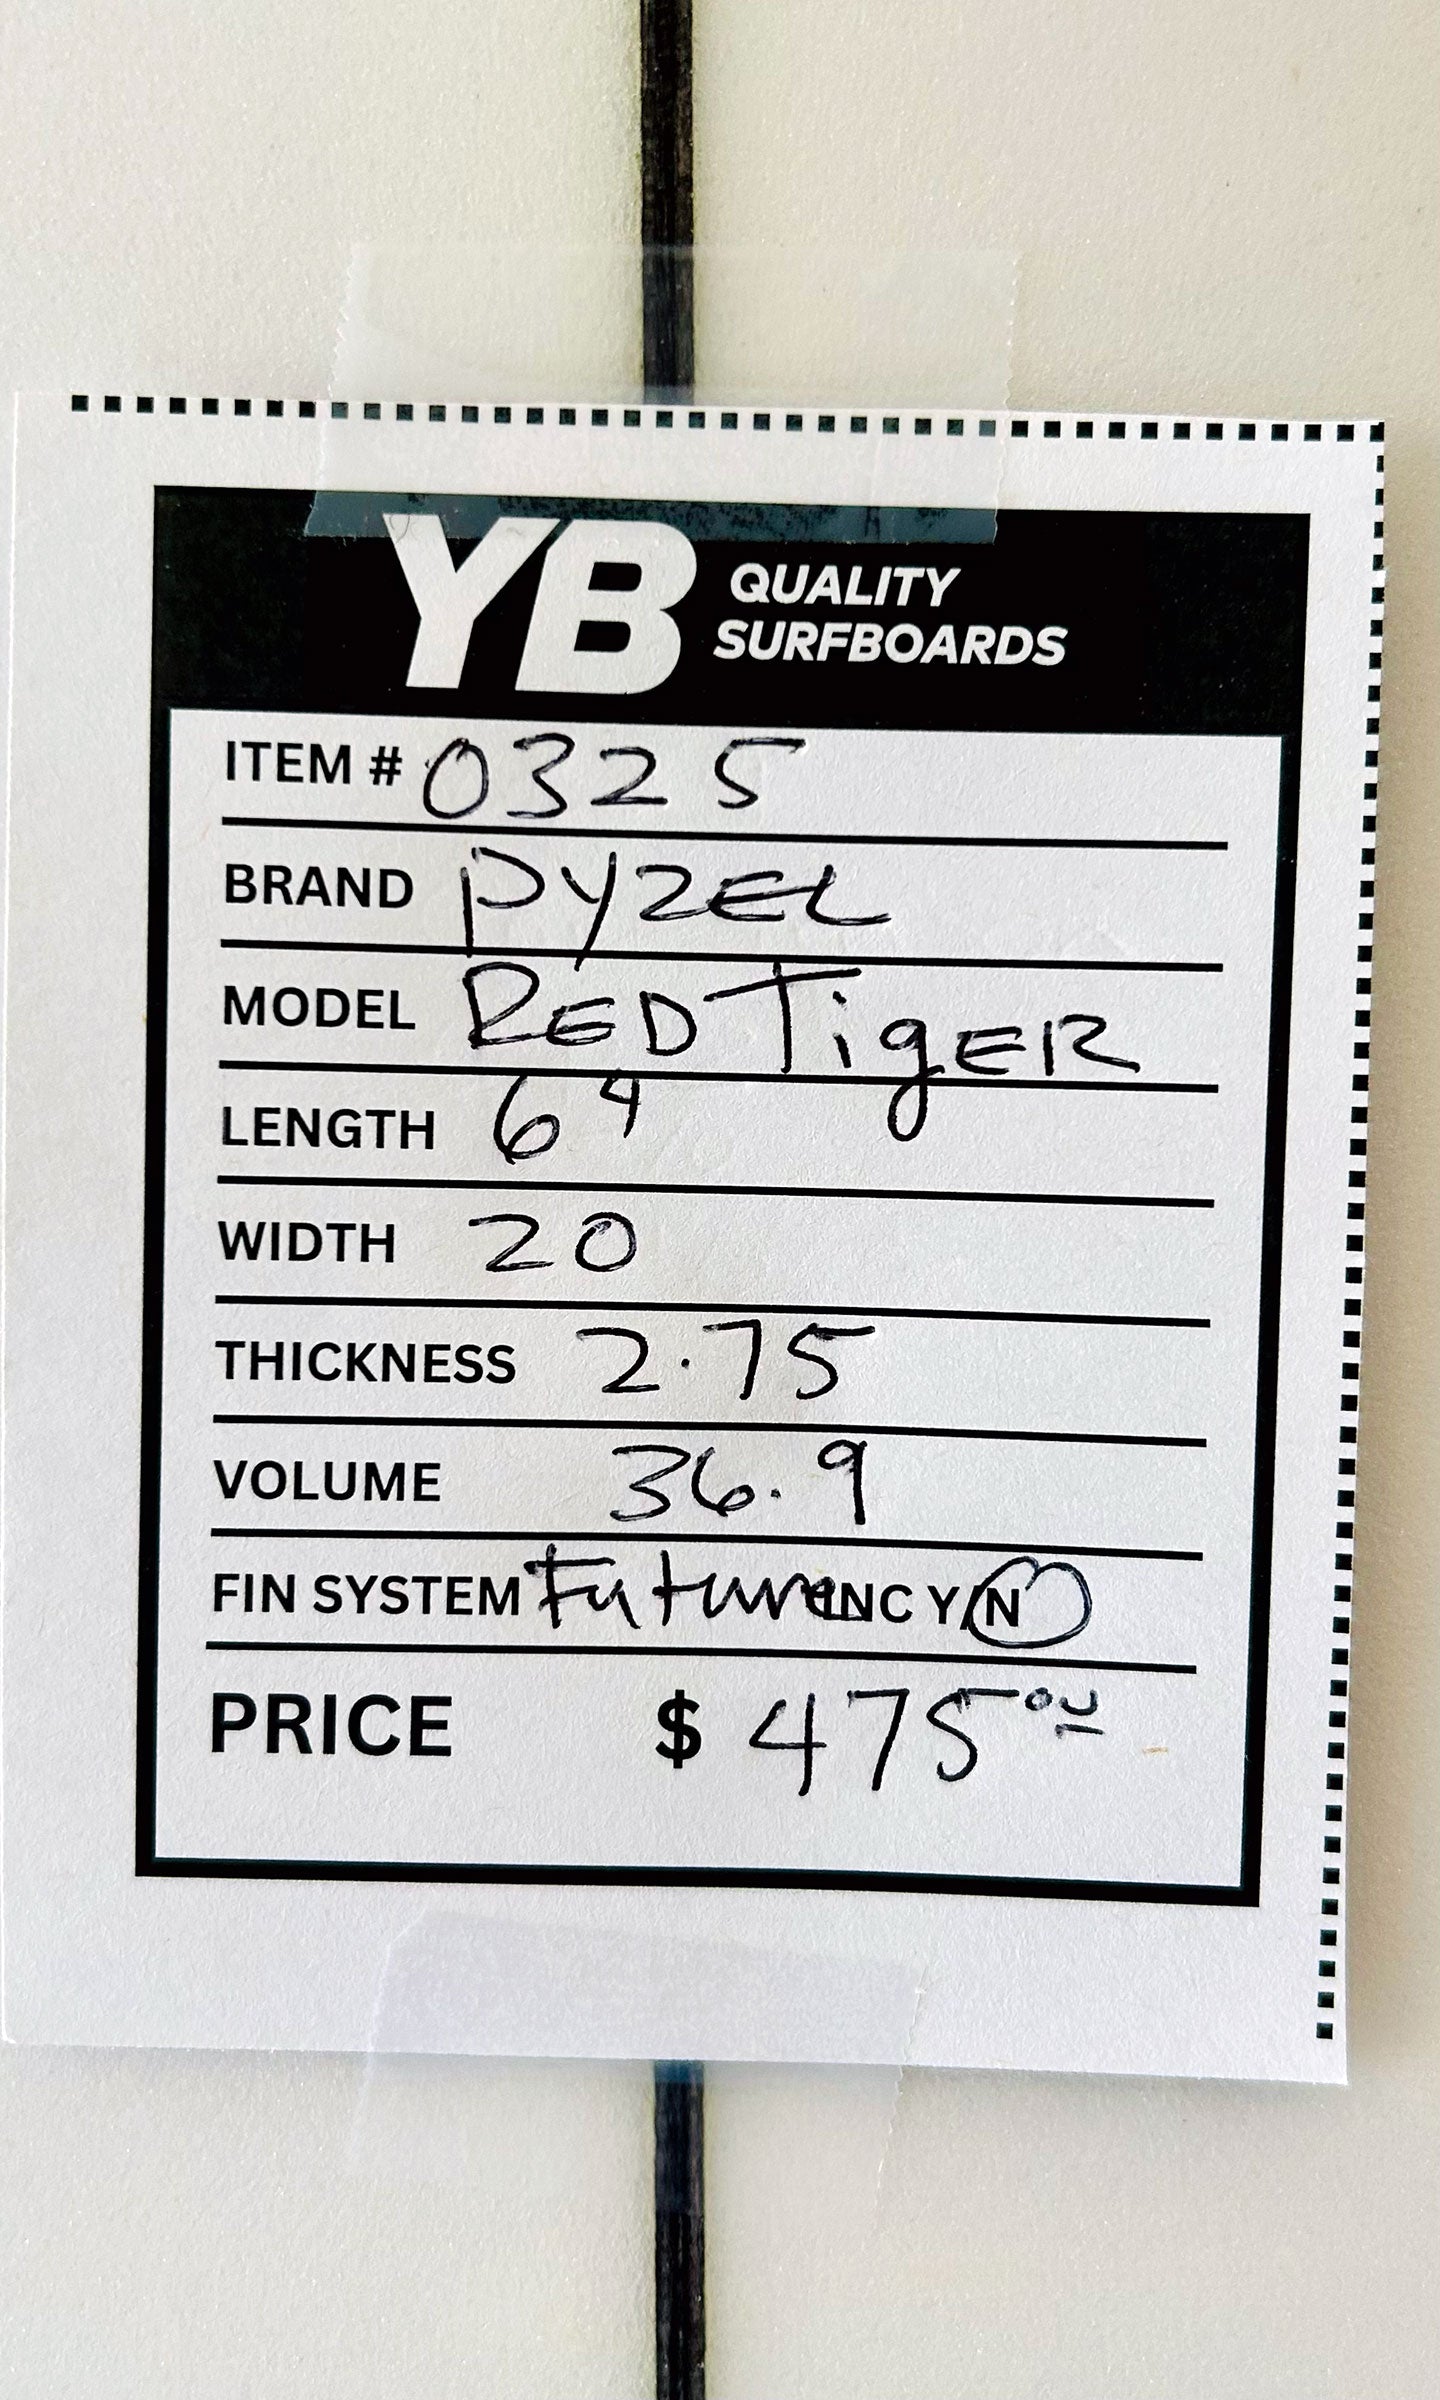 YB QUALITY
SURFBOARDS
ITEM # 0325
BRAND PYZEL
MODEL RED TIGER
LENGTH 6 4
WIDTH 20
THICKNESS 2.75
VOLUME 36.9
FIN SYSTEM Future INC Y/N
PRICE $ 475 00